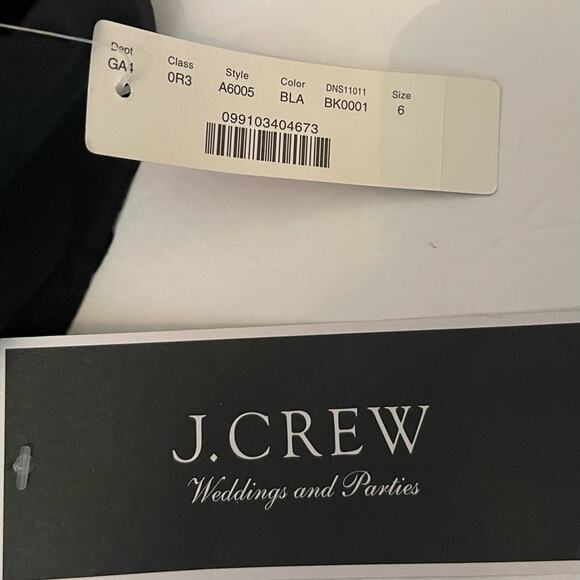 Dept Class Style Color DNS11011 Size
GA4 0R3 A6005 BLA BK0001 6
099103404673
J.CREW
Weddings and Parties